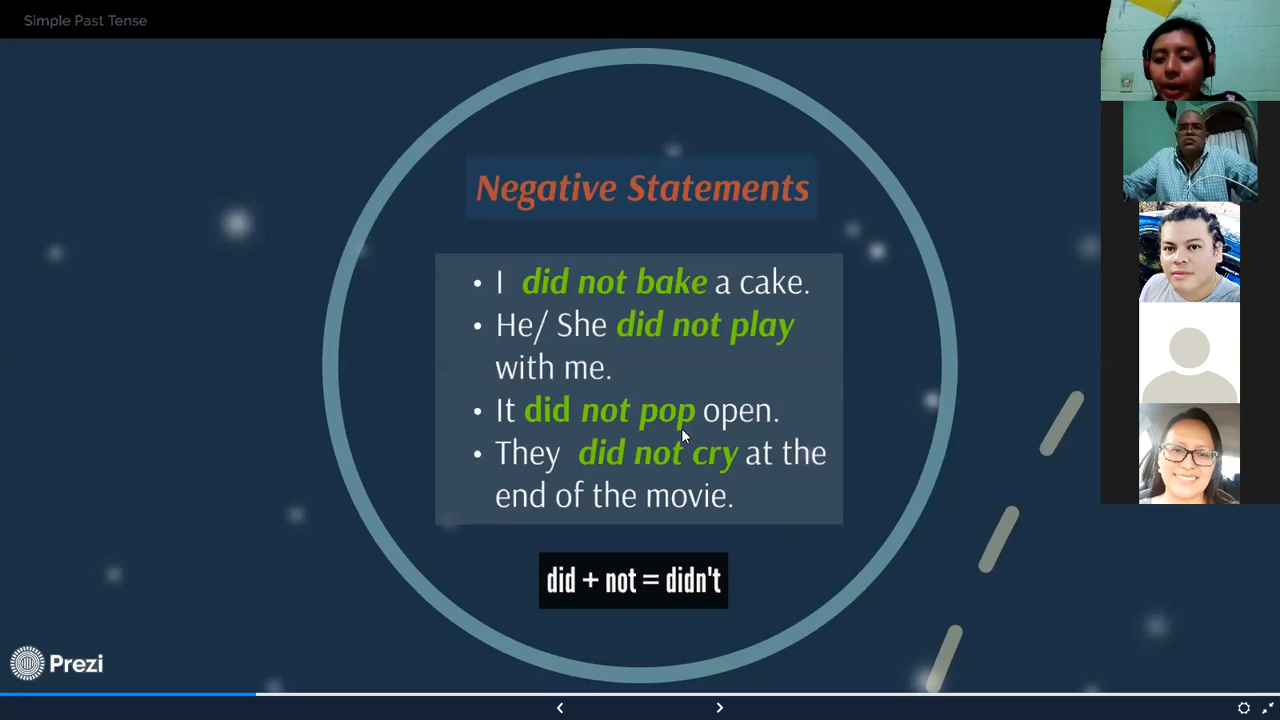 Simple Past Tense
Negative Statements
• I did not bake a cake.
• He/ She did not play
with me.
• It did not pop open.
• They did not cry at the
end of the movie.
did + not = didn't
Prezi